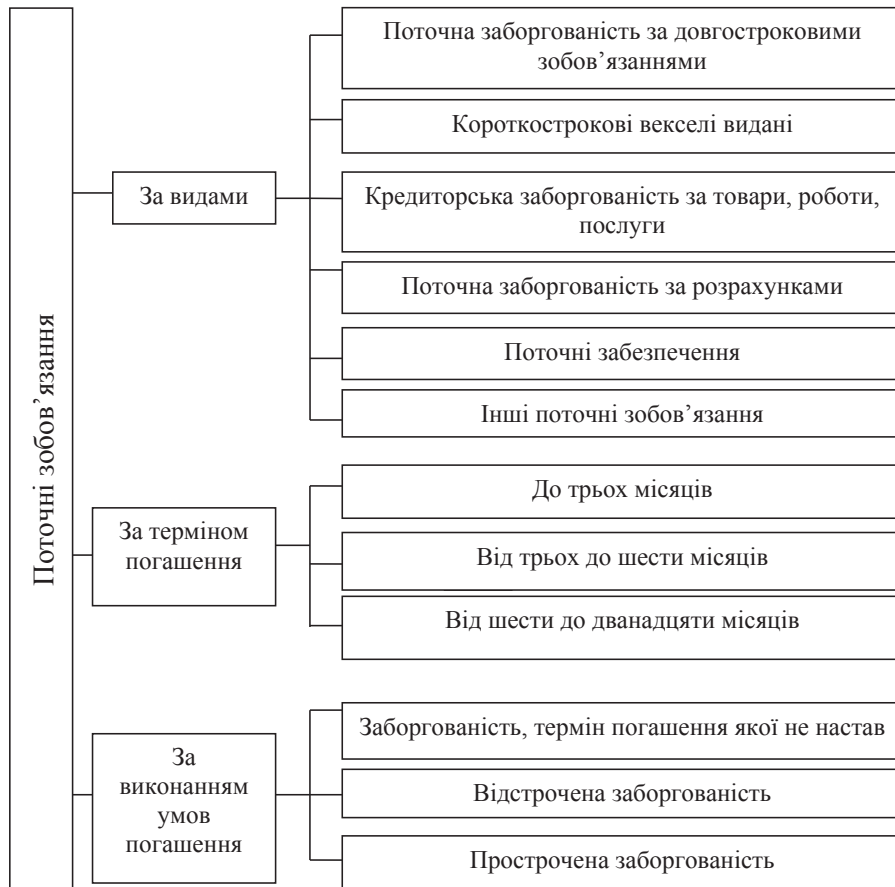 Поточні зобов’язання
За видами
Поточна заборгованість за довгостроковими
зобов’язаннями
Короткострокові векселі видані
Кредиторська заборгованість за товари, роботи,
послуги
Поточна заборгованість за розрахунками
Поточні забезпечення
Інші поточні зобов’язання
За терміном
погашення
До трьох місяців
Від трьох до шести місяців
Від шести до дванадцяти місяців
За
виконанням
умов
погашення
Заборгованість, термін погашення якої не настав
Відстрочена заборгованість
Прострочена заборгованість